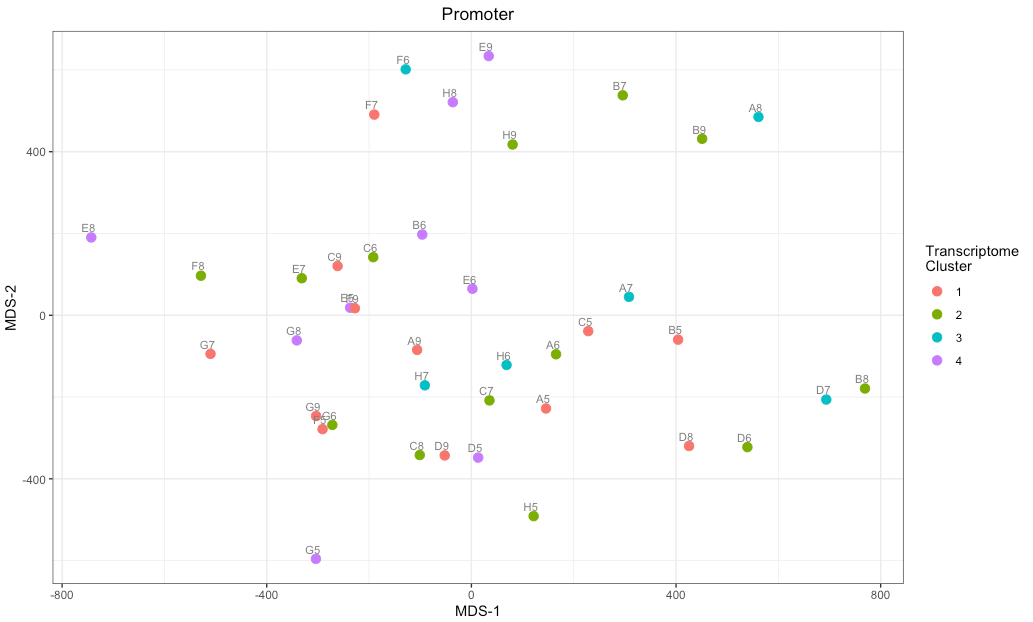 Promoter
E9
F6
H8
B7
F7
A8
B9
H9
400
E8
B6
C6
C9
F8
E7
E6
A7
0
C5
B5
G8
G7
A9
A6
H6
H7
B8
D7
C7
A5
G9
G6
D8
D6
C8
D9
D5
-400
H5
G5
-800
-400
0
400
800
MDS-1
MDS-2
Transcriptome
Cluster
1
2
3
4